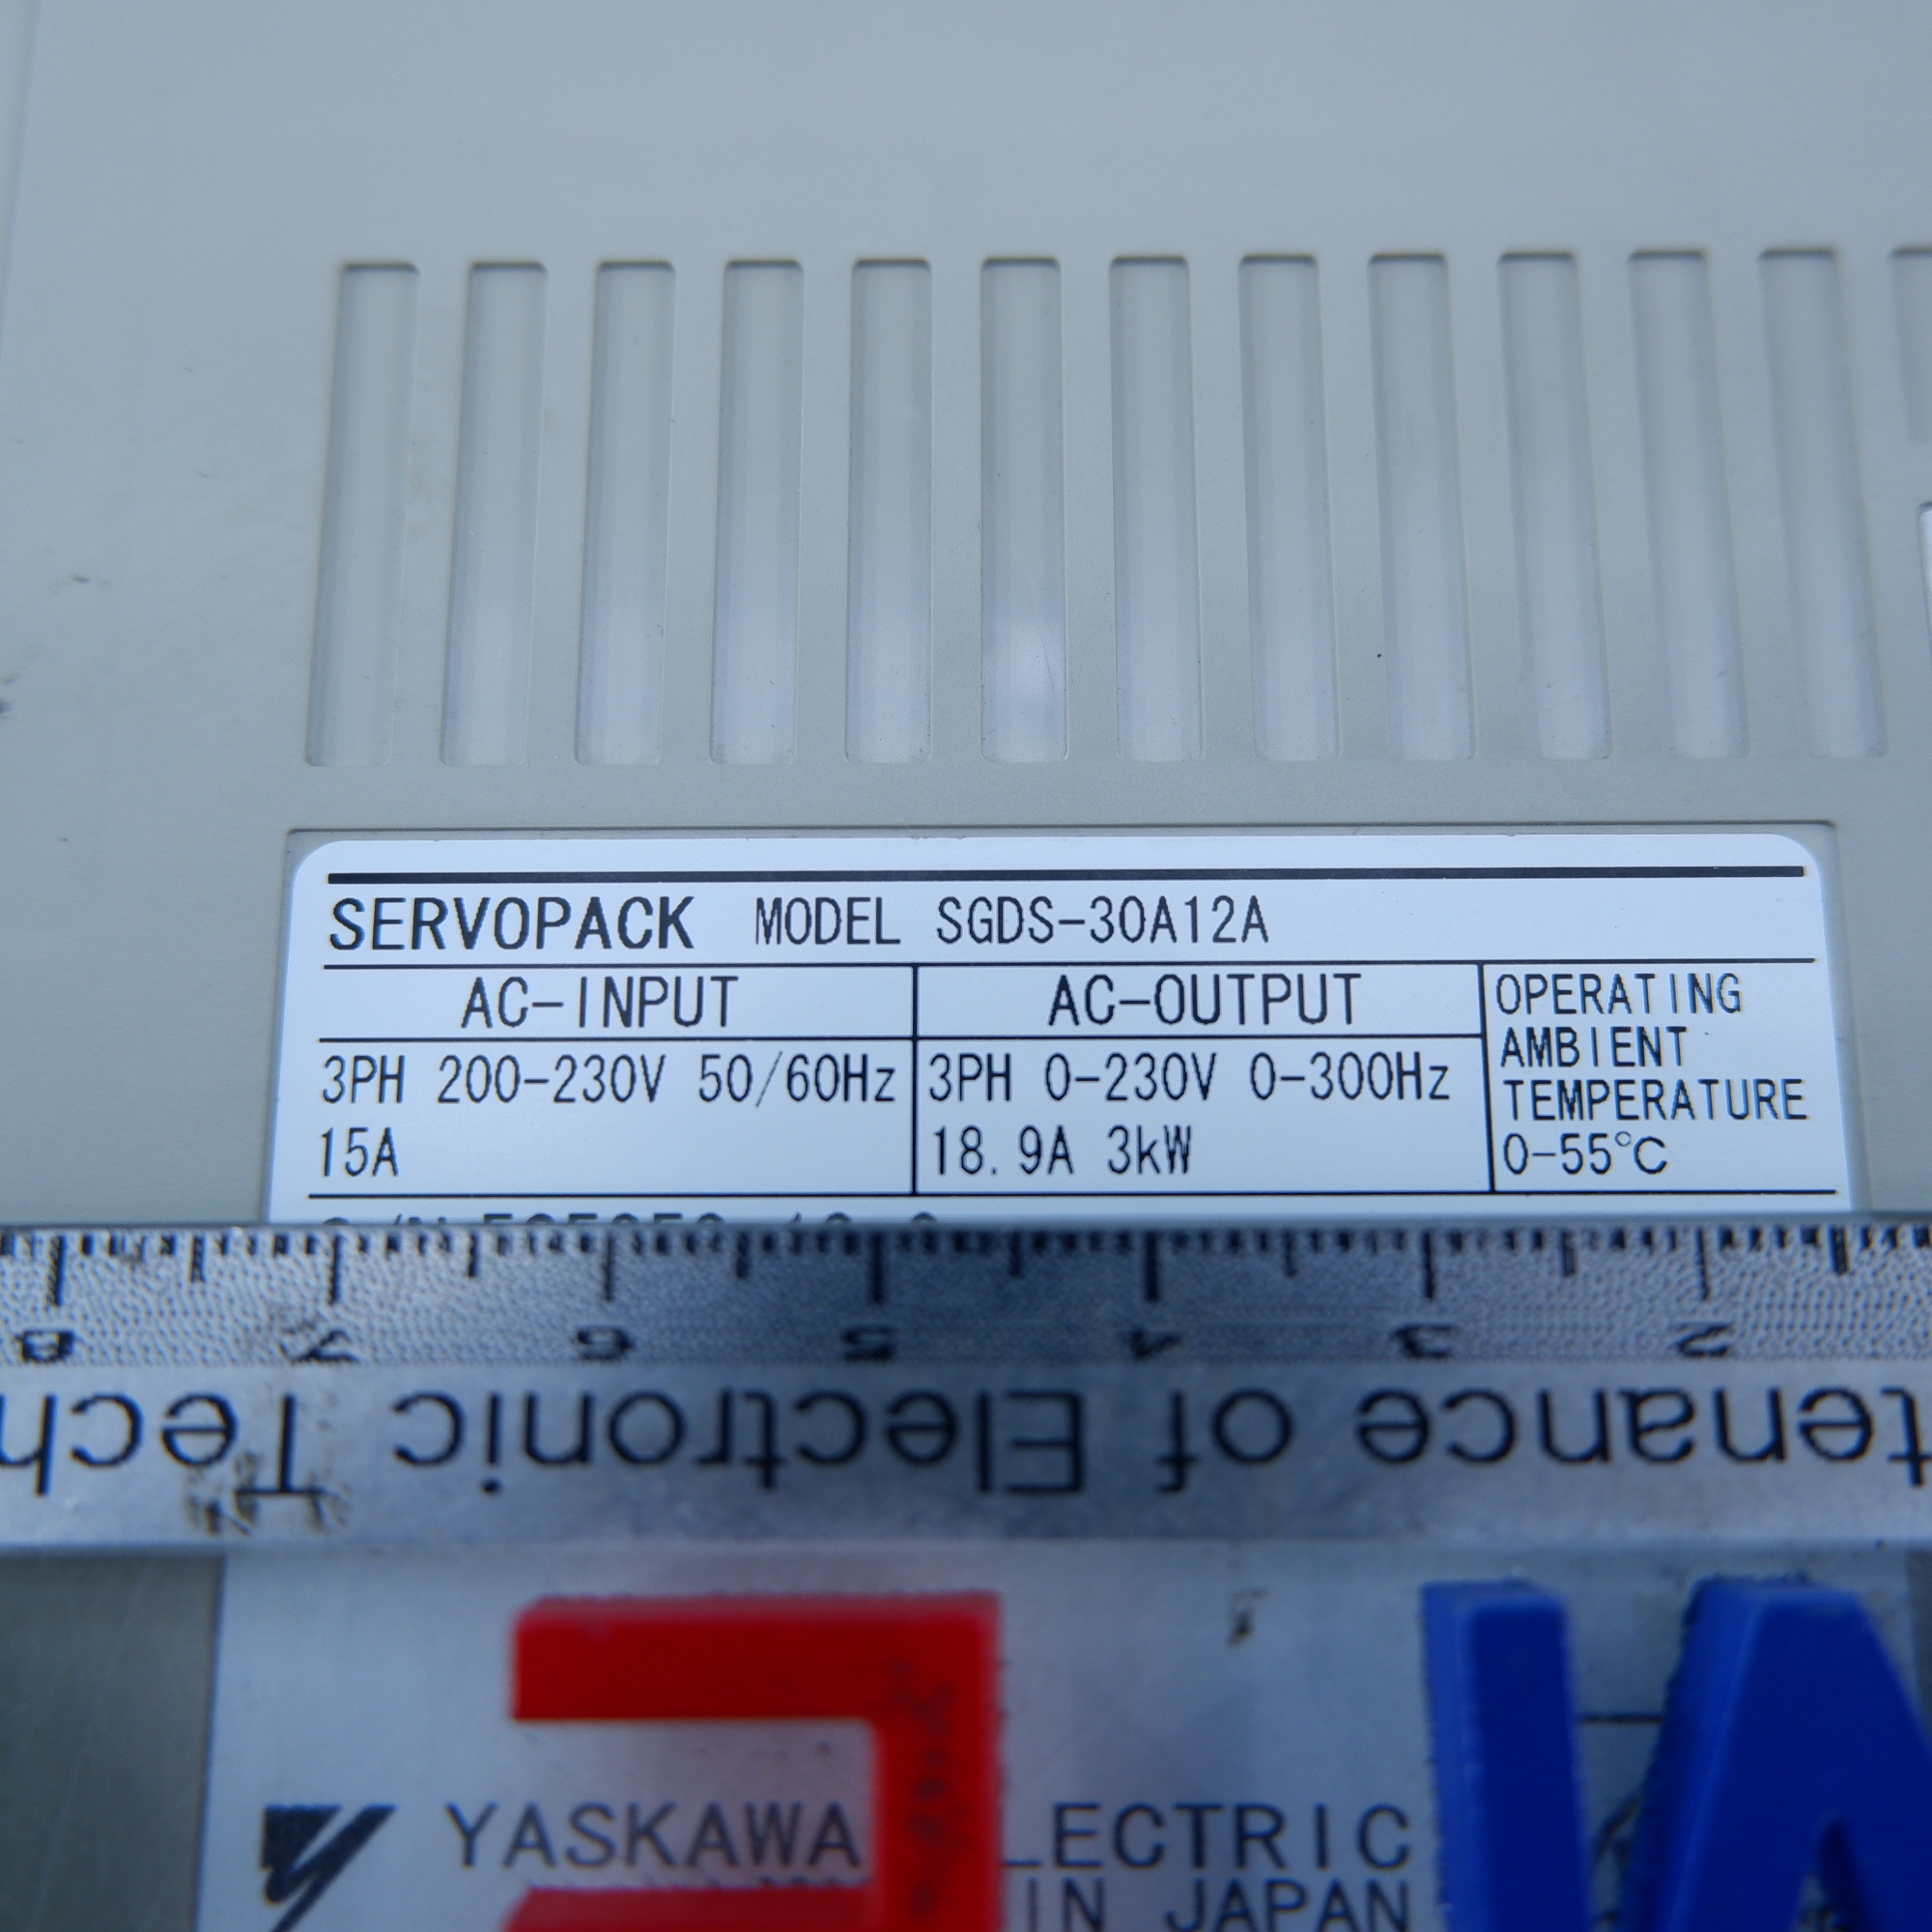 SERVOPACK MODEL SGDS-30A12A
AC-INPUT AC-OUTPUT OPERATING
AMBIENT
TEMPERATURE
0-55°C
3PH 200-230V 50/60Hz 3PH 0-230V 0-300Hz
15A 18.9A 3kW
8 7 6 5 4 3 2
tenance of Electronic Tech
YASKAWA LECTRIC
IN JAPAN